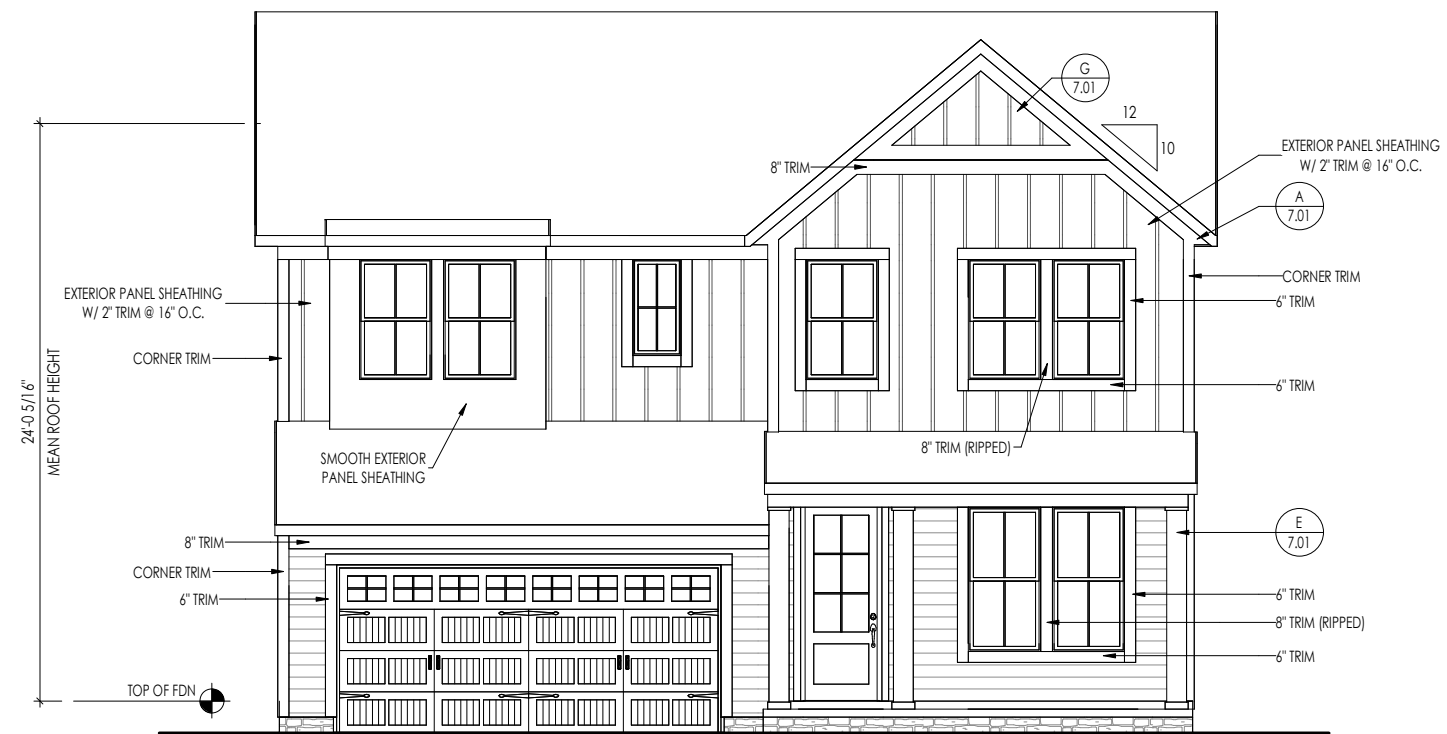 G
7.01
12
10
8" TRIM
EXTERIOR PANEL SHEATHING
W/ 2" TRIM @ 16" O.C.
A
7.01
CORNER TRIM
6" TRIM
EXTERIOR PANEL SHEATHING
W/ 2" TRIM @ 16" O.C.
CORNER TRIM
24'-0 5/16"
MEAN ROOF HEIGHT
6" TRIM
8" TRIM (RIPPED)
SMOOTH EXTERIOR
PANEL SHEATHING
E
7.01
8" TRIM
CORNER TRIM
6" TRIM
6" TRIM
8" TRIM (RIPPED)
6" TRIM
TOP OF FDN